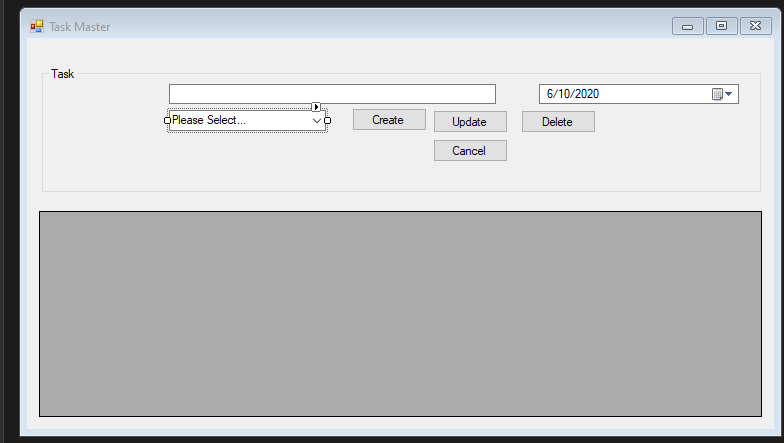 Task Master
Task
6/10/2020
Please Select...
Create
Update
Delete
Cancel